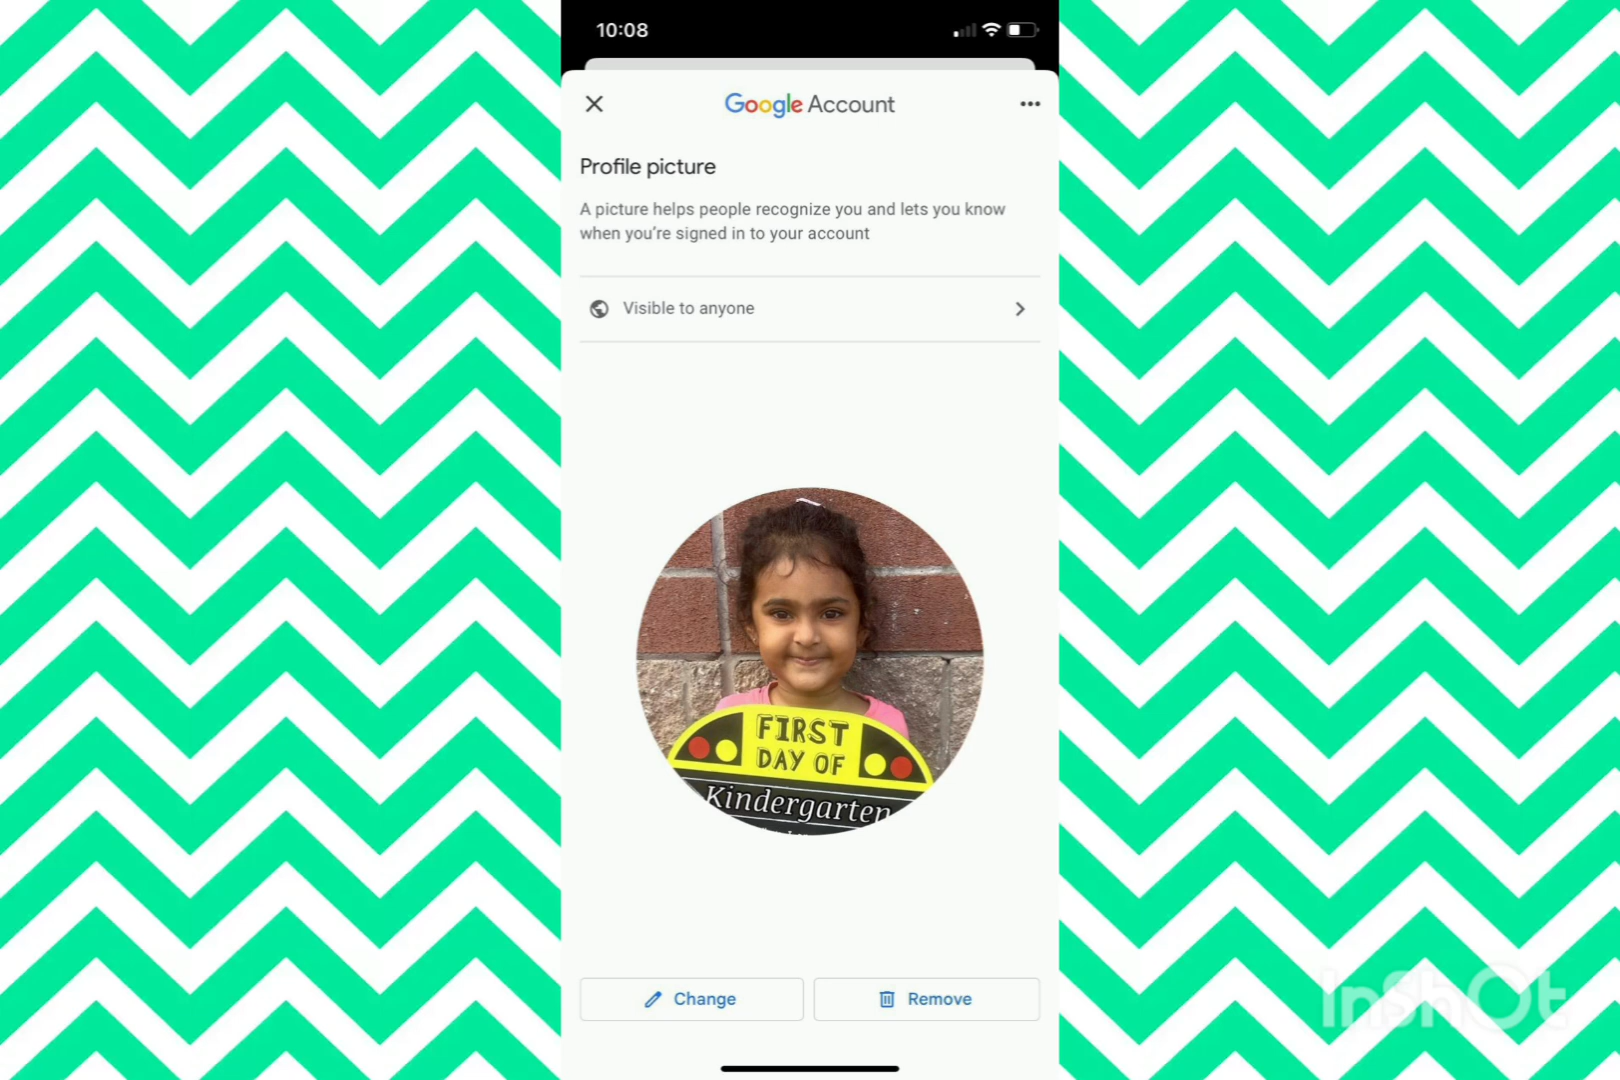 10:08
Google Account
Profile picture
A picture helps people recognize you and lets you know
when you're signed in to your account
Visible to anyone
FIRST
DAY OF
Kindergarten
Change
Remove
InShOt